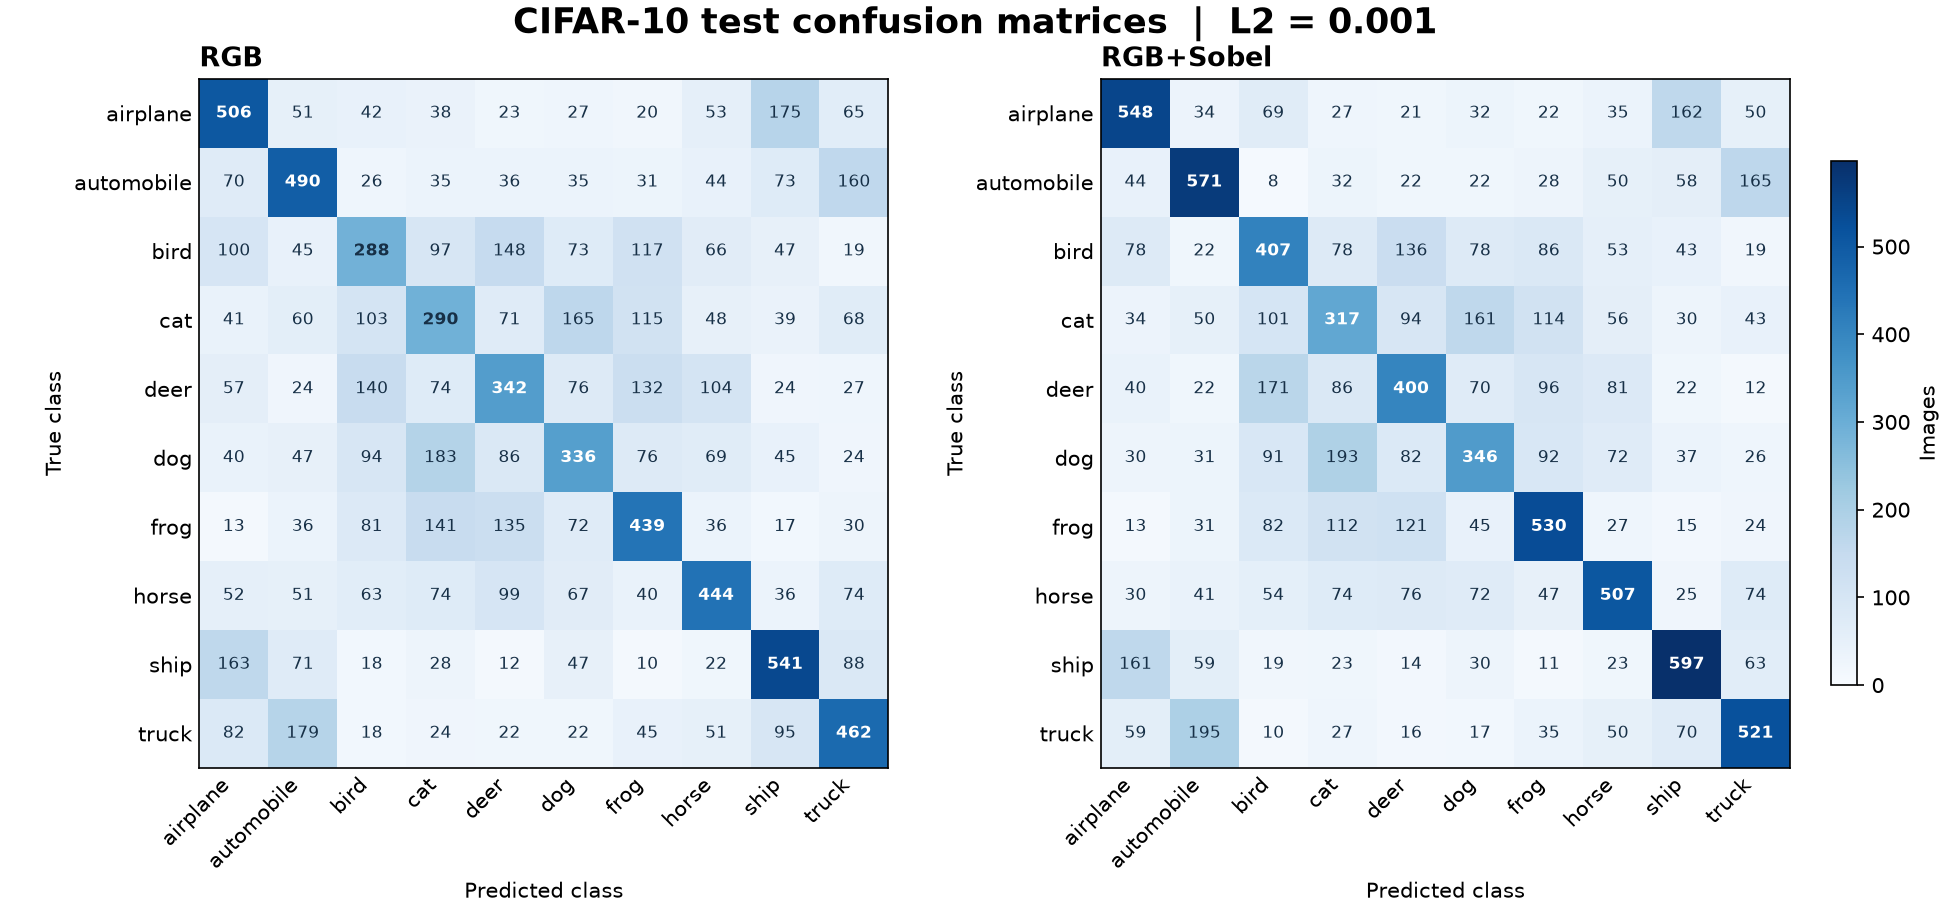 CIFAR-10 test confusion matrices | L2 = 0.001
RGB
airplane 506 51 42 38 23 27 20 53 175 65
automobile 70 490 26 35 36 35 31 44 73 160
bird 100 45 288 97 148 73 117 66 47 19
cat 41 60 103 290 71 165 115 48 39 68
deer 57 24 140 74 342 76 132 104 24 27
dog 40 47 94 183 86 336 76 69 45 24
frog 13 36 81 141 135 72 439 36 17 30
horse 52 51 63 74 99 67 40 444 36 74
ship 163 71 18 28 12 47 10 22 541 88
truck 82 179 18 24 22 22 45 51 95 462
True class
airplane automobile bird cat deer dog frog horse ship truck
Predicted class
RGB+Sobel
airplane 548 34 69 27 21 32 22 35 162 50
automobile 44 571 8 32 22 22 28 50 58 165
bird 78 22 407 78 136 78 86 53 43 19
cat 34 50 101 317 94 161 114 56 30 43
deer 40 22 171 86 400 70 96 81 22 12
dog 30 31 91 193 82 346 92 72 37 26
frog 13 31 82 112 121 45 530 27 15 24
horse 30 41 54 74 76 72 47 507 25 74
ship 161 59 19 23 14 30 11 23 597 63
truck 59 195 10 27 16 17 35 50 70 521
True class
airplane automobile bird cat deer dog frog horse ship truck
Predicted class
500
400
300
200
100
0
Images